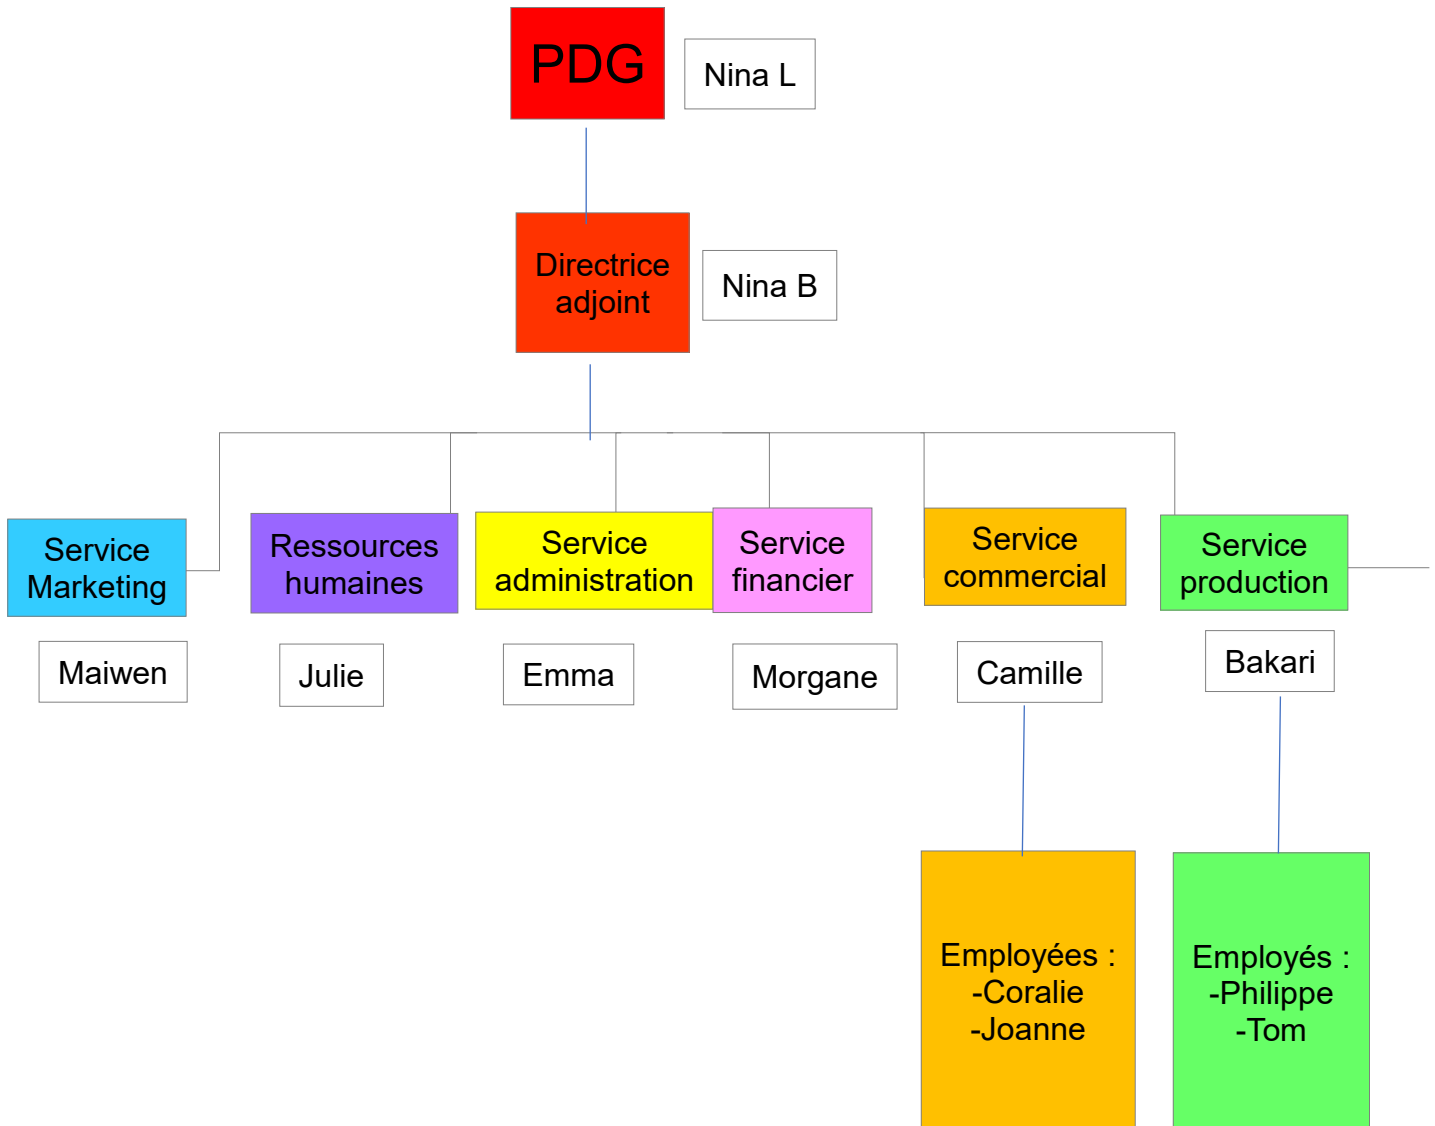 PDG
Nina L
Directrice
adjoint
Nina B
Service
Marketing
Ressources
humaines
Service
administration
Service
financier
Service
commercial
Service
production
Maiwen
Julie
Emma
Morgane
Camille
Bakari
Employées :
-Coralie
-Joanne
Employés :
-Philippe
-Tom